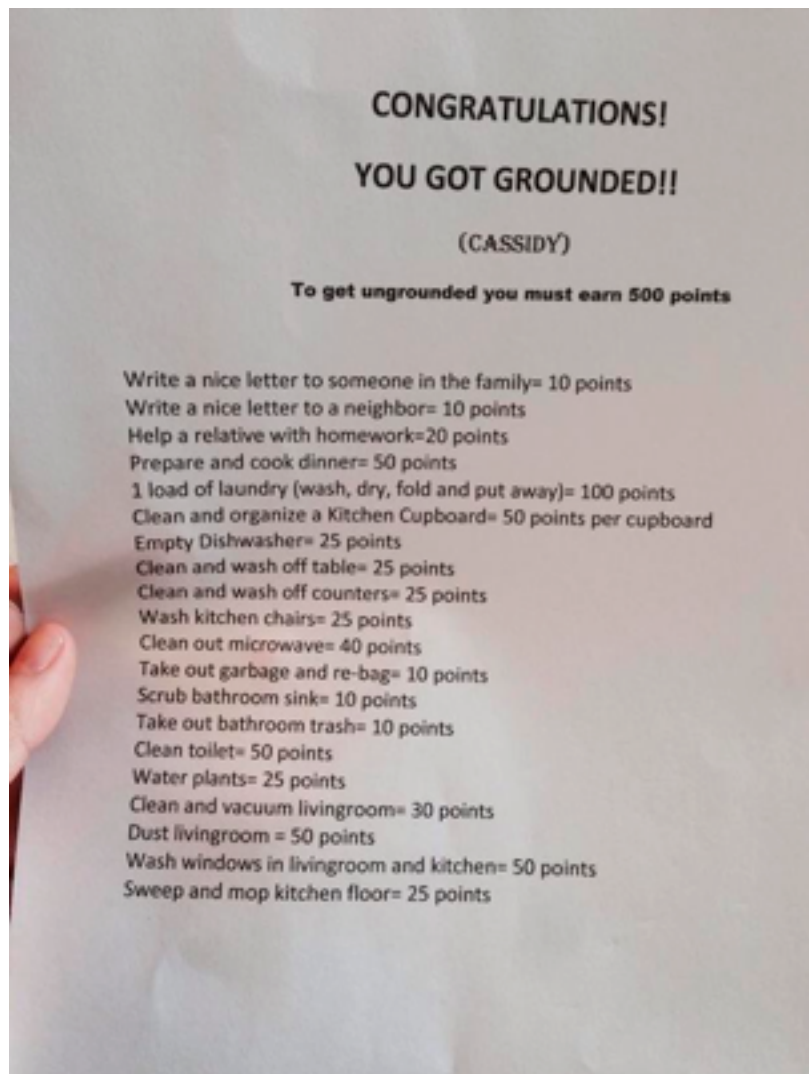 CONGRATULATIONS!
YOU GOT GROUNDED!!
(CASSIDY)
To get ungrounded you must earn 500 points
Write a nice letter to someone in the family= 10 points
Write a nice letter to a neighbor= 10 points
Help a relative with homework=20 points
Prepare and cook dinner= 50 points
1 load of laundry (wash, dry, fold and put away)= 100 points
Clean and organize a Kitchen Cupboard= 50 points per cupboard
Empty Dishwasher= 25 points
Clean and wash off table= 25 points
Clean and wash off counters= 25 points
Wash kitchen chairs= 25 points
Clean out microwave= 40 points
Take out garbage and re-bag= 10 points
Scrub bathroom sink= 10 points
Take out bathroom trash= 10 points
Clean toilet= 50 points
Water plants= 25 points
Clean and vacuum livingroom= 30 points
Dust livingroom = 50 points
Wash windows in livingroom and kitchen= 50 points
Sweep and mop kitchen floor= 25 points